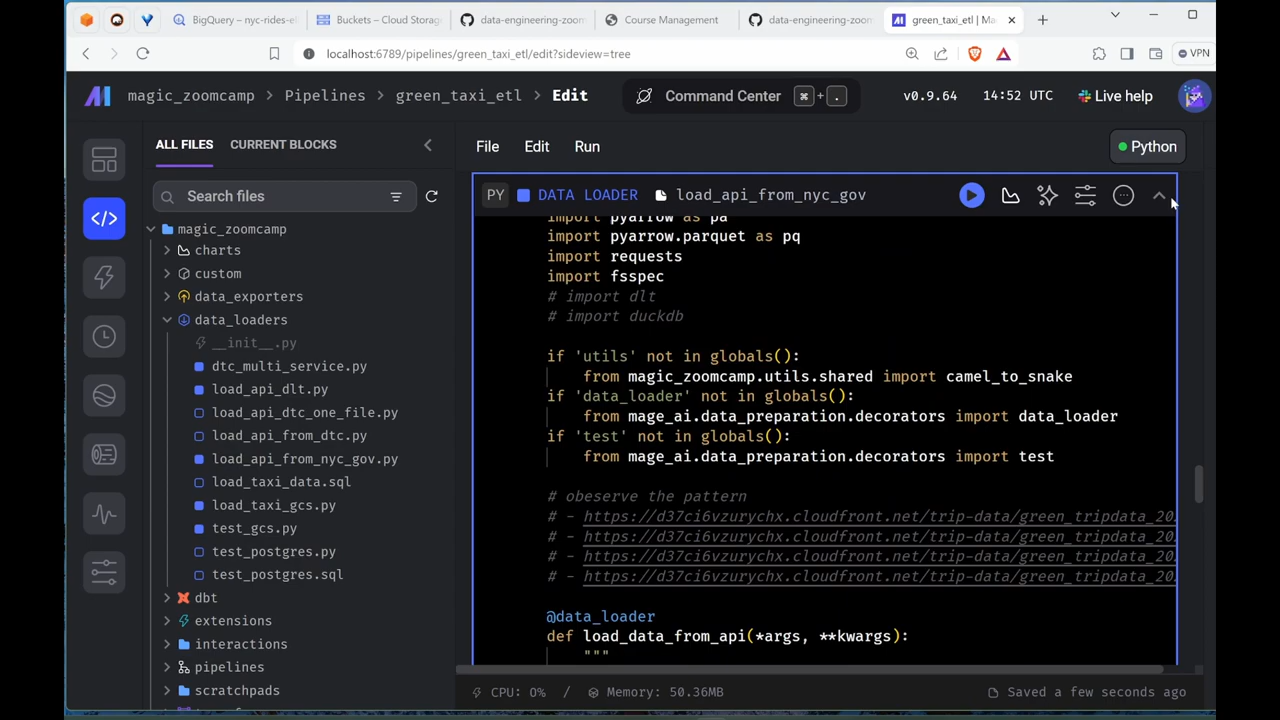 BigQuery – nyc-rides-el
Buckets – Cloud Storag
data-engineering-zoom
Course Management
data-engineering-zoo
green_taxi_etl | Ma
localhost:6789/pipelines/green_taxi_etl/edit?sideview=tree
VPN
magic_zoomcamp > Pipelines > green_taxi_etl > Edit
Command Center ⌘ + .
v0.9.64
14:52 UTC
Live help
ALL FILES
CURRENT BLOCKS
File
Edit
Run
Python
Search files
magic_zoomcamp
charts
custom
data_exporters
data_loaders
__init__.py
dtc_multi_service.py
load_api_dlt.py
load_api_dtc_one_file.py
load_api_from_dtc.py
load_api_from_nyc_gov.py
load_taxi_data.sql
load_taxi_gcs.py
test_gcs.py
test_postgres.py
test_postgres.sql
dbt
extensions
interactions
pipelines
scratchpads
PY DATA LOADER load_api_from_nyc_gov
import pyarrow as pa
import pyarrow.parquet as pq
import requests
import fsspec
# import dlt
# import duckdb
if 'utils' not in globals():
from magic_zoomcamp.utils.shared import camel_to_snake
if 'data_loader' not in globals():
from mage_ai.data_preparation.decorators import data_loader
if 'test' not in globals():
from mage_ai.data_preparation.decorators import test
# obeserve the pattern
# - https://d37ci6vzurychx.cloudfront.net/trip-data/green_tripdata_20
# - https://d37ci6vzurychx.cloudfront.net/trip-data/green_tripdata_20
# - https://d37ci6vzurychx.cloudfront.net/trip-data/green_tripdata_20
# - https://d37ci6vzurychx.cloudfront.net/trip-data/green_tripdata_20
@data_loader
def load_data_from_api(*args, **kwargs):
"""
CPU: 0% / Memory: 50.36MB
Saved a few seconds ago